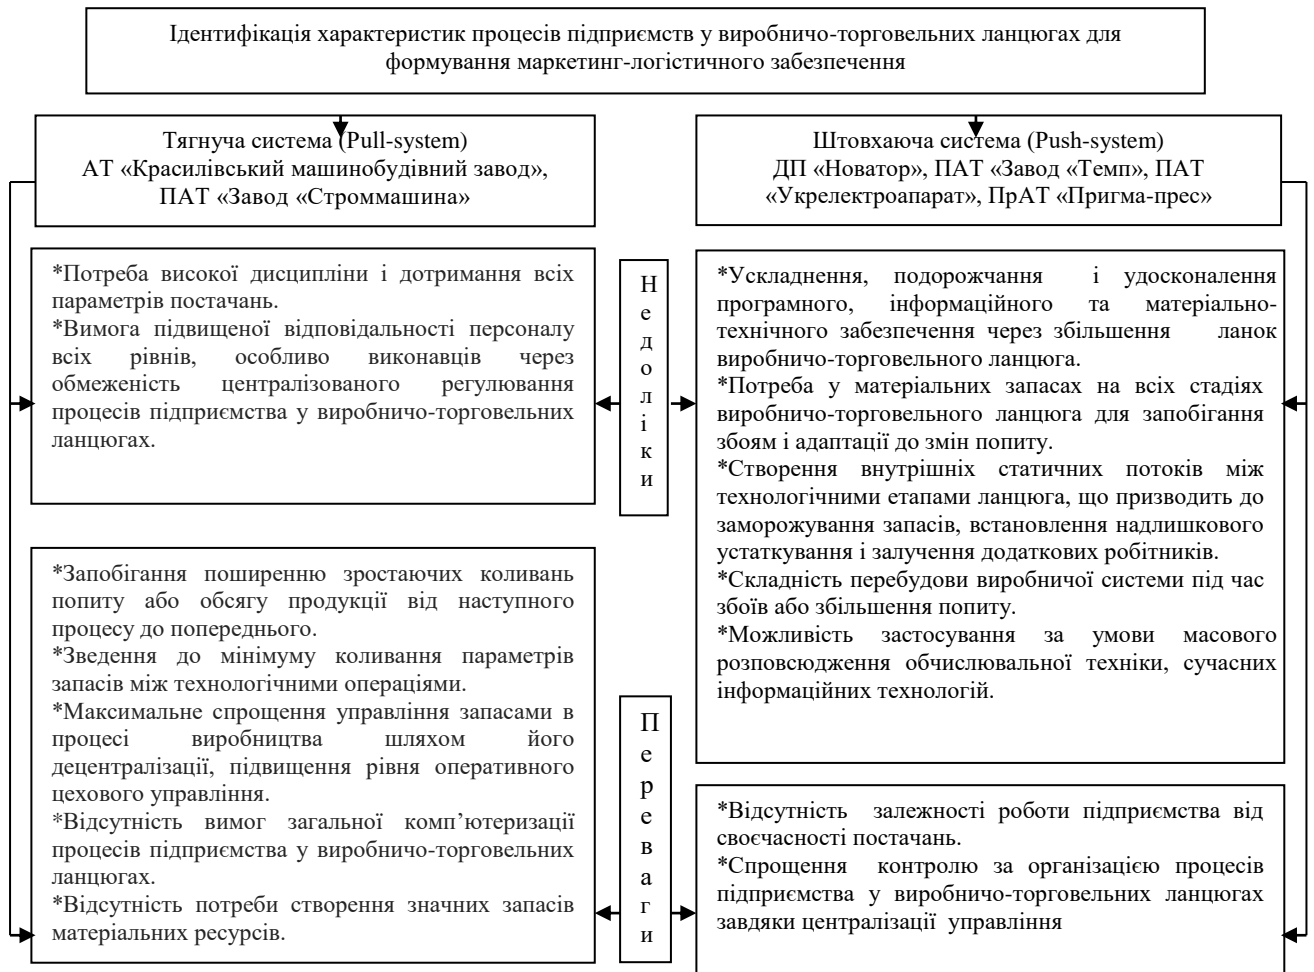 Ідентифікація характеристик процесів підприємств у виробничо-торговельних ланцюгах для
формування маркетинг-логістичного забезпечення
Тягнуча система (Pull-system)
АТ «Красилівський машинобудівний завод»,
ПАТ «Завод «Строммашина»
Штовхаюча система (Push-system)
ДП «Новатор», ПАТ «Завод «Темп», ПАТ
«Укрелектроапарат», ПрАТ «Пригма-прес»
*Потреба високої дисципліни і дотримання всіх
параметрів постачань.
*Вимога підвищеної відповідальності персоналу
всіх рівнів, особливо виконавців через
обмеженість централізованого регулювання
процесів підприємства у виробничо-торговельних
ланцюгах.
Недоліки
*Ускладнення, подорожчання і удосконалення
програмного, інформаційного та матеріально-
технічного забезпечення через збільшення ланок
виробничо-торговельного ланцюга.
*Потреба у матеріальних запасах на всіх стадіях
виробничо-торговельного ланцюга для запобігання
збоям і адаптації до змін попиту.
*Створення внутрішніх статичних потоків між
технологічними етапами ланцюга, що призводить до
заморожування запасів, встановлення надлишкового
устаткування і залучення додаткових робітників.
*Складність перебудови виробничої системи під час
збоїв або збільшення попиту.
*Можливість застосування за умови масового
розповсюдження обчислювальної техніки, сучасних
інформаційних технологій.
*Запобігання поширенню зростаючих коливань
попиту або обсягу продукції від наступного
процесу до попереднього.
*Зведення до мінімуму коливання параметрів
запасів між технологічними операціями.
*Максимальне спрощення управління запасами в
процесі виробництва шляхом його
децентралізації, підвищення рівня оперативного
цехового управління.
*Відсутність вимог загальної комп’ютеризації
процесів підприємства у виробничо-торговельних
ланцюгах.
*Відсутність потреби створення значних запасів
матеріальних ресурсів.
Переваги
*Відсутність залежності роботи підприємства від
своєчасності постачань.
*Спрощення контролю за організацією процесів
підприємства у виробничо-торговельних ланцюгах
завдяки централізації управління